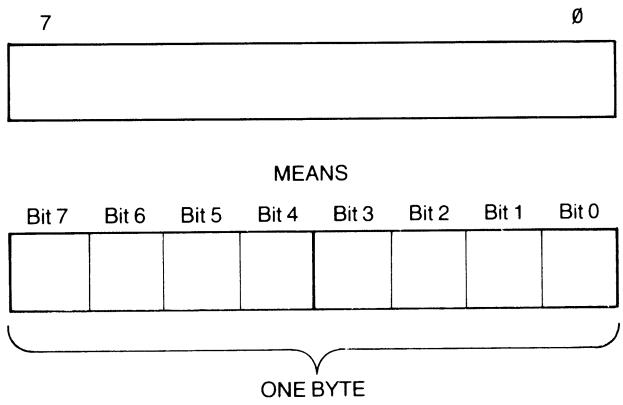 7 Ø
MEANS
Bit 7 Bit 6 Bit 5 Bit 4 Bit 3 Bit 2 Bit 1 Bit 0
ONE BYTE